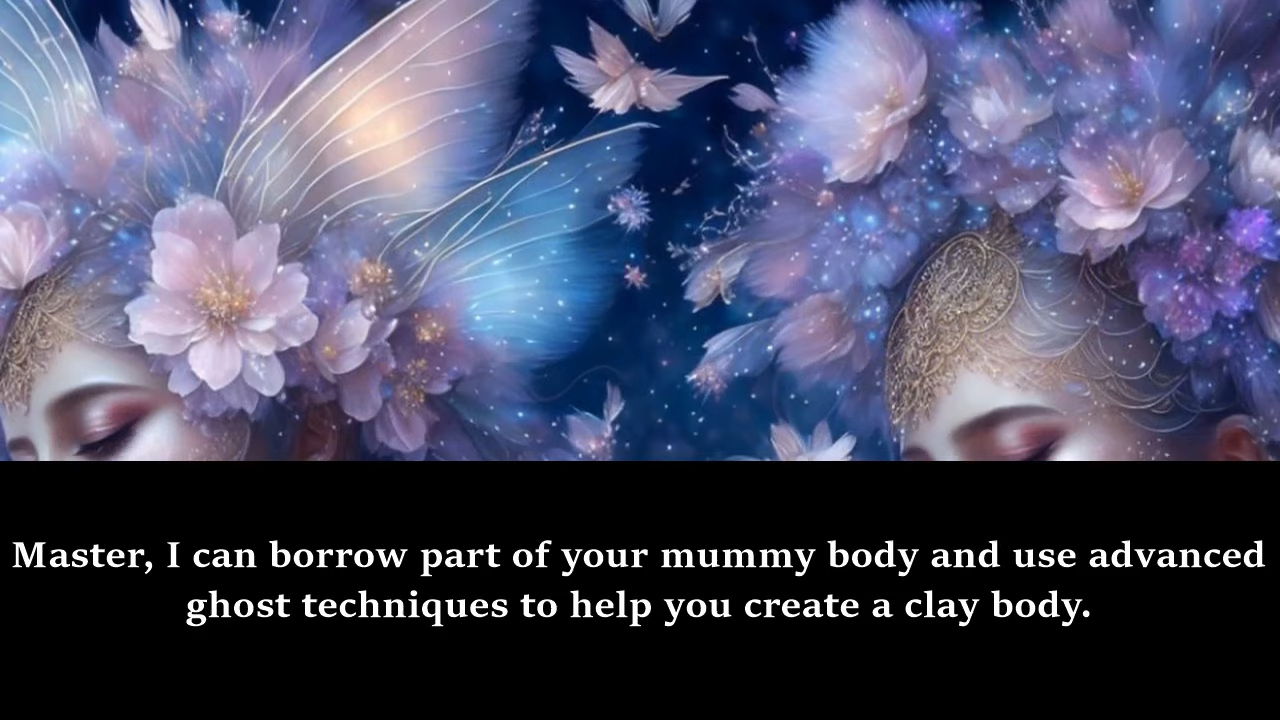 Master, I can borrow part of your mummy body and use advanced
ghost techniques to help you create a clay body.